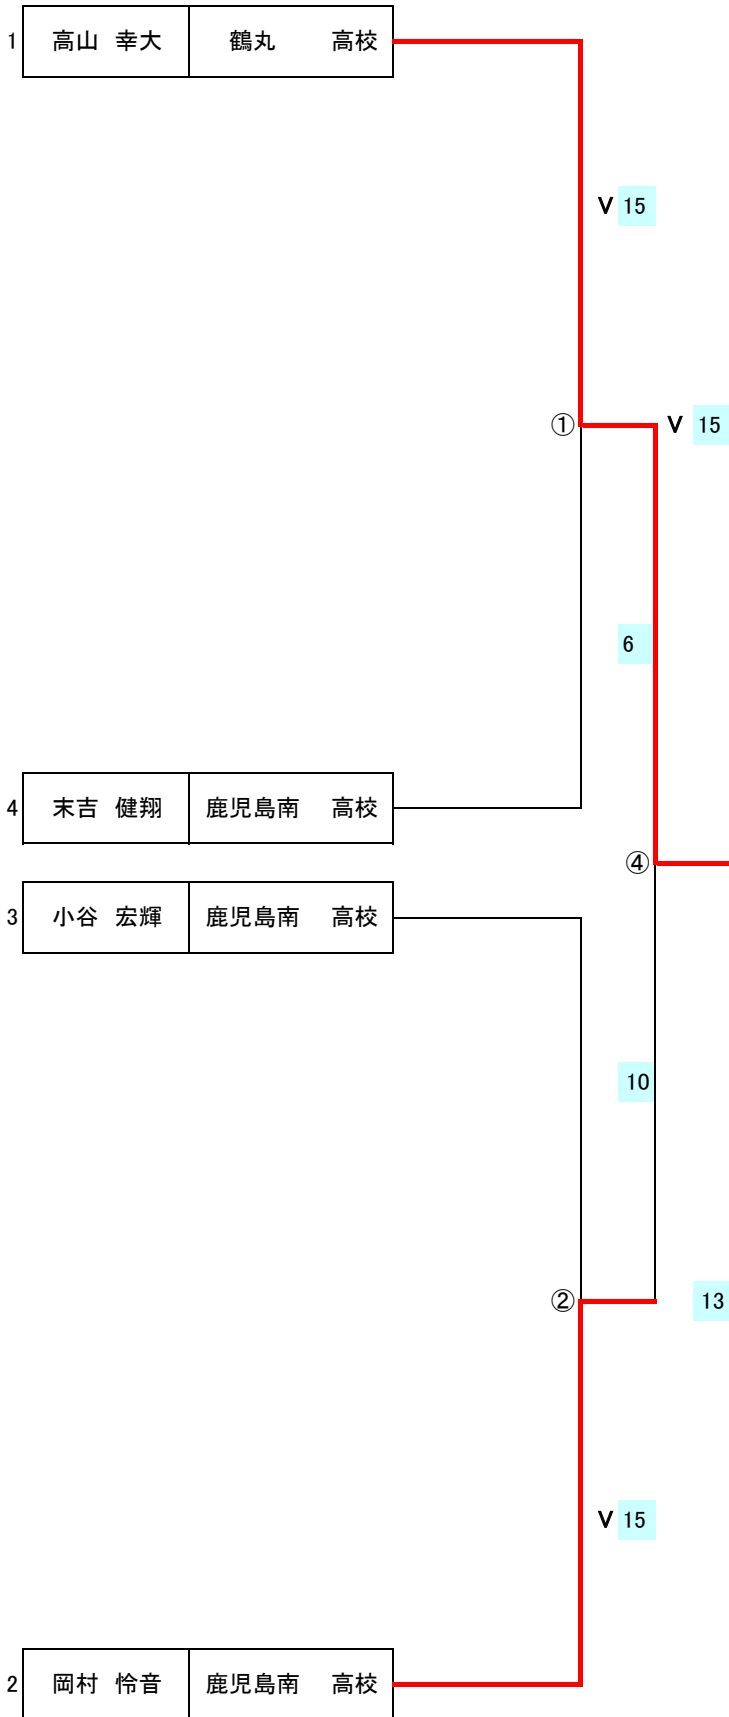 1 高山 幸大 鶴丸 高校
V 15
① V 15
6
4 末吉 健翔 鹿児島南 高校
④
3 小谷 宏輝 鹿児島南 高校
10
② 13
V 15
2 岡村 怜音 鹿児島南 高校